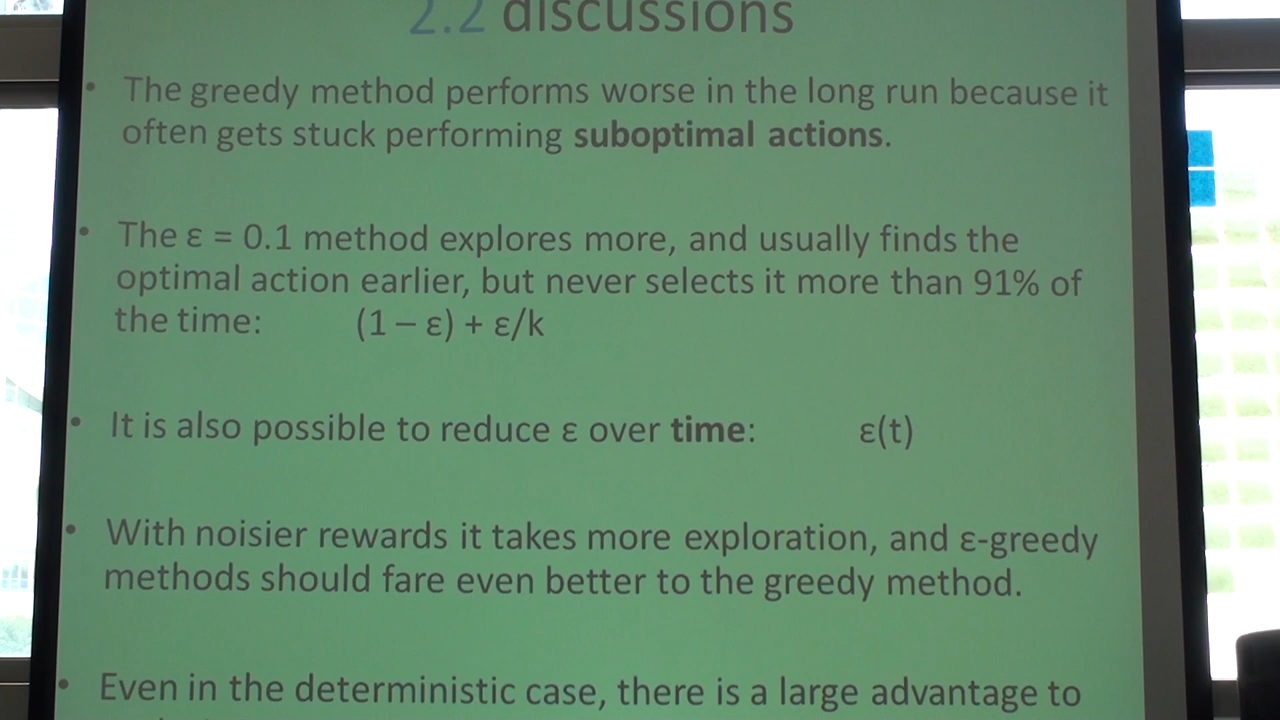 2.2 discussions
• The greedy method performs worse in the long run because it
often gets stuck performing suboptimal actions.
• The ε = 0.1 method explores more, and usually finds the
optimal action earlier, but never selects it more than 91% of
the time: (1 – ε) + ε/k
• It is also possible to reduce ε over time: ε(t)
• With noisier rewards it takes more exploration, and ε-greedy
methods should fare even better to the greedy method.
• Even in the deterministic case, there is a large advantage to